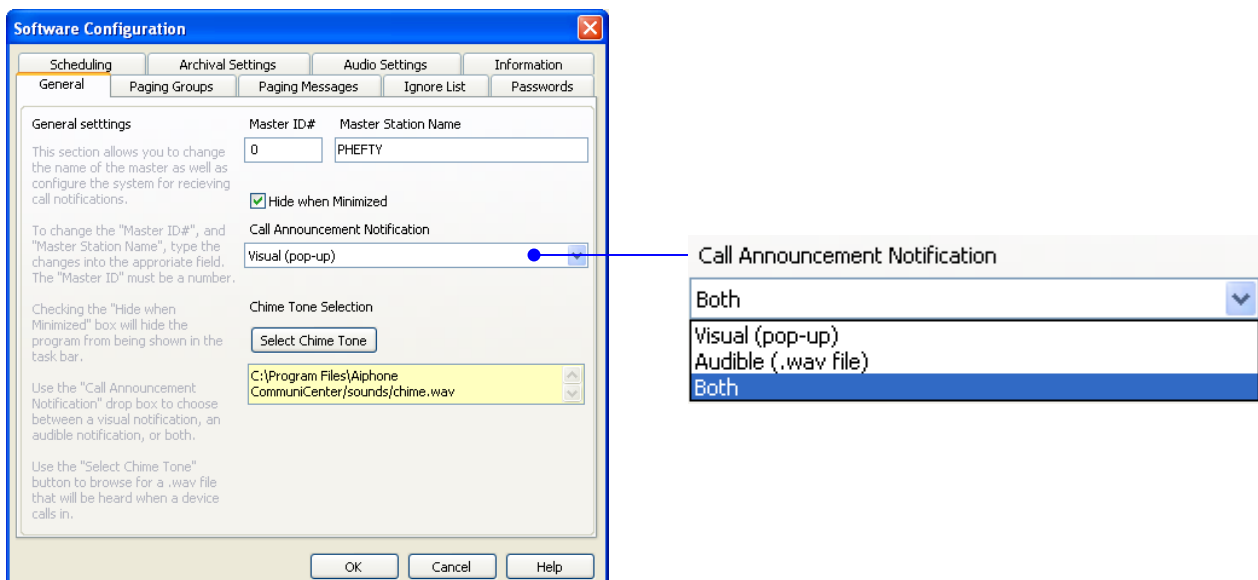 Software Configuration
Scheduling Archival Settings Audio Settings Information
General Paging Groups Paging Messages Ignore List Passwords
General setttings
This section allows you to change
the name of the master as well as
configure the system for recieving
call notifications.
To change the "Master ID#", and
"Master Station Name", type the
changes into the approriate field.
The "Master ID" must be a number.
Checking the "Hide when
Minimized" box will hide the
program from being shown in the
task bar.
Use the "Call Announcement
Notification" drop box to choose
between a visual notification, an
audible notification, or both.
Use the "Select Chime Tone"
button to browse for a .wav file
that will be heard when a device
calls in.
Master ID# Master Station Name
0 PHEFTY
Hide when Minimized
Call Announcement Notification
Visual (pop-up)
Chime Tone Selection
Select Chime Tone
C:\Program Files\Aiphone
CommuniCenter/sounds/chime.wav
OK Cancel Help
Call Announcement Notification
Both
Visual (pop-up)
Audible (.wav file)
Both